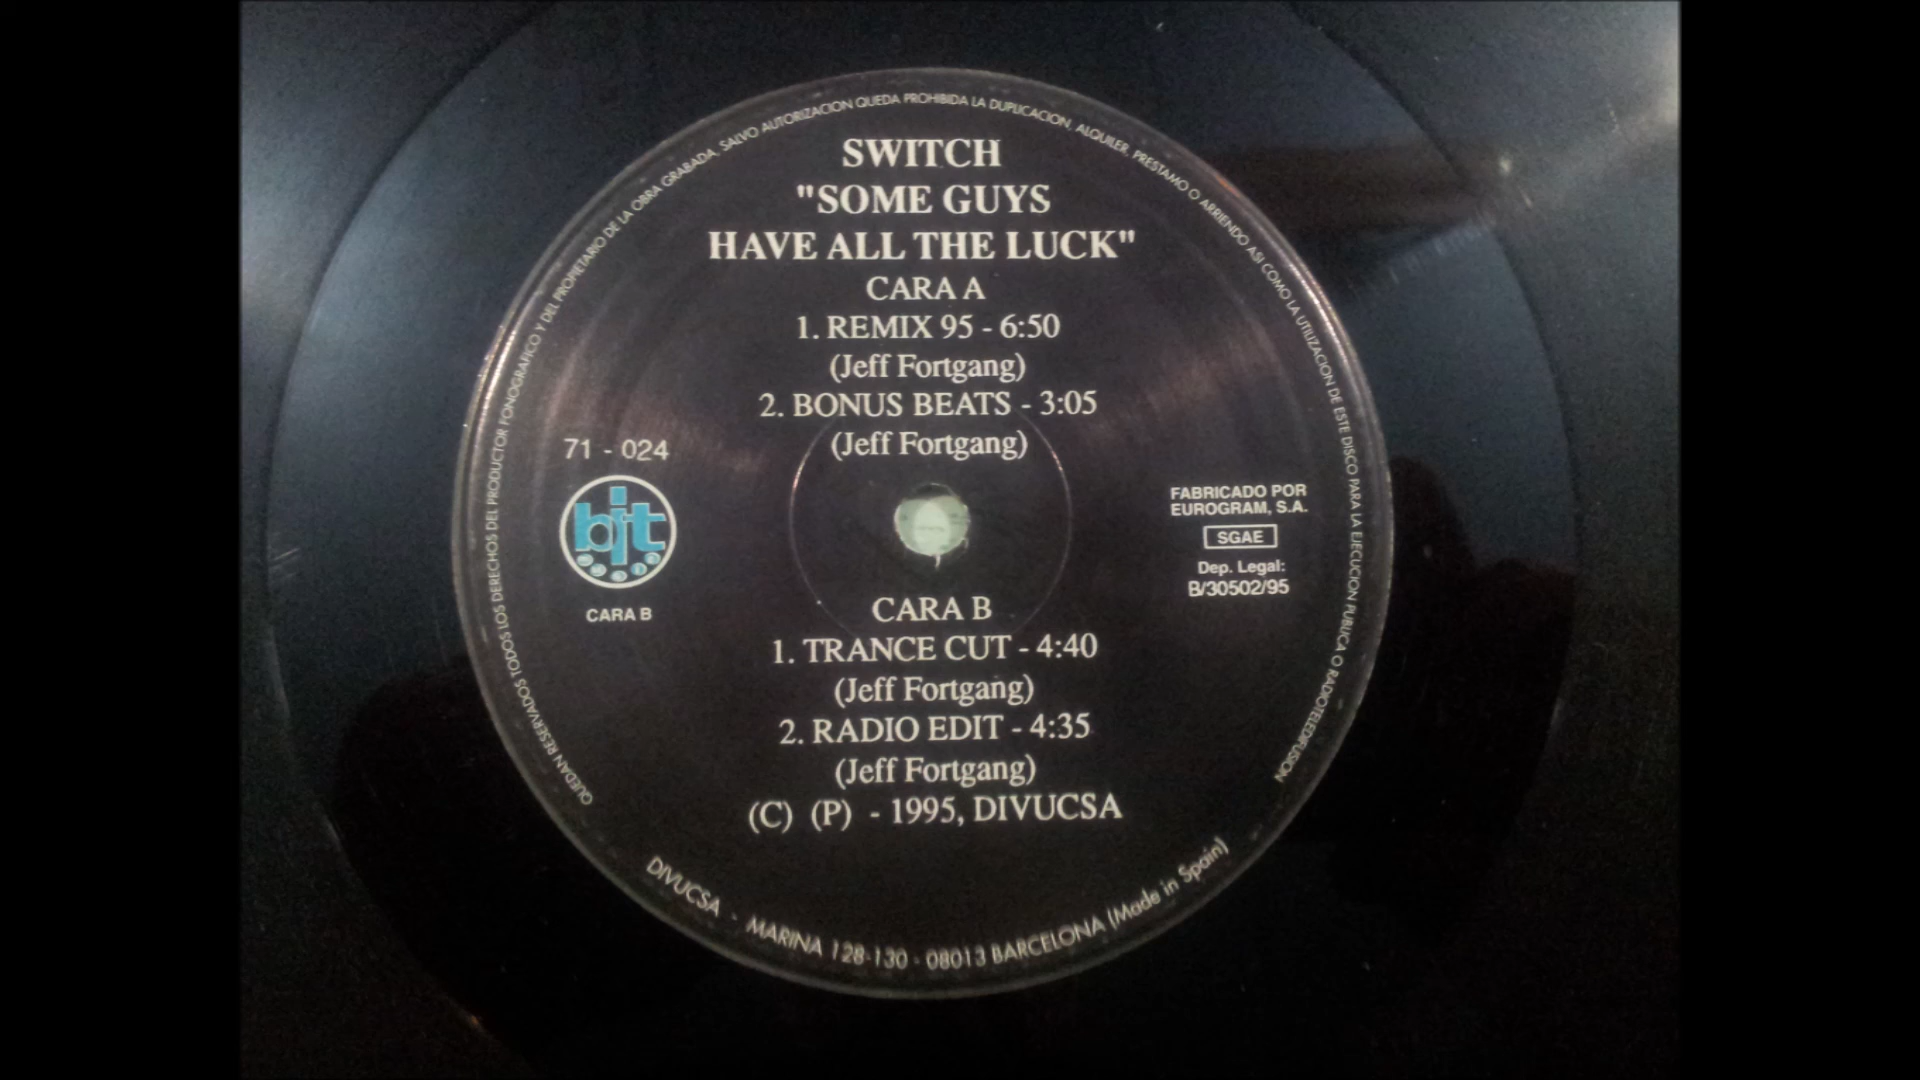 QUEDAN RESERVADOS TODOS LOS DERECHOS DEL PRODUCTOR FONOGRAFICO Y DEL PROPIETARIO DE LA OBRA GRABADA, SALVO AUTORIZACION QUEDA PROHIBIDA LA DUPLICACION, ALQUILER, PRESTAMO O ARRIENDO ASI COMO LA UTILIZACION DE ESTE DISCO PARA LA EJECUCION PUBLICA O RADIOTELEDIFUSION
SWITCH
"SOME GUYS
HAVE ALL THE LUCK"
CARA A
1. REMIX 95 - 6:50
(Jeff Fortgang)
2. BONUS BEATS - 3:05
(Jeff Fortgang)
71 - 024
bit
CARA B
FABRICADO POR
EUROGRAM, S.A.
SGAE
Dep. Legal:
B/30502/95
CARA B
1. TRANCE CUT - 4:40
(Jeff Fortgang)
2. RADIO EDIT - 4:35
(Jeff Fortgang)
(C) (P) - 1995, DIVUCSA
DIVUCSA - MARINA 128-130 - 08013 BARCELONA (Made in Spain)